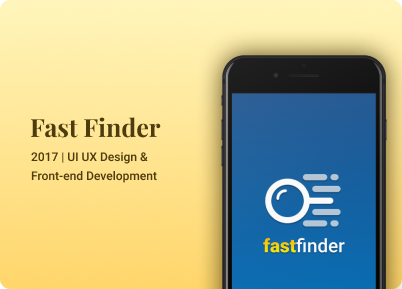 Fast Finder
2017 | UI UX Design &
Front-end Development
fastfinder